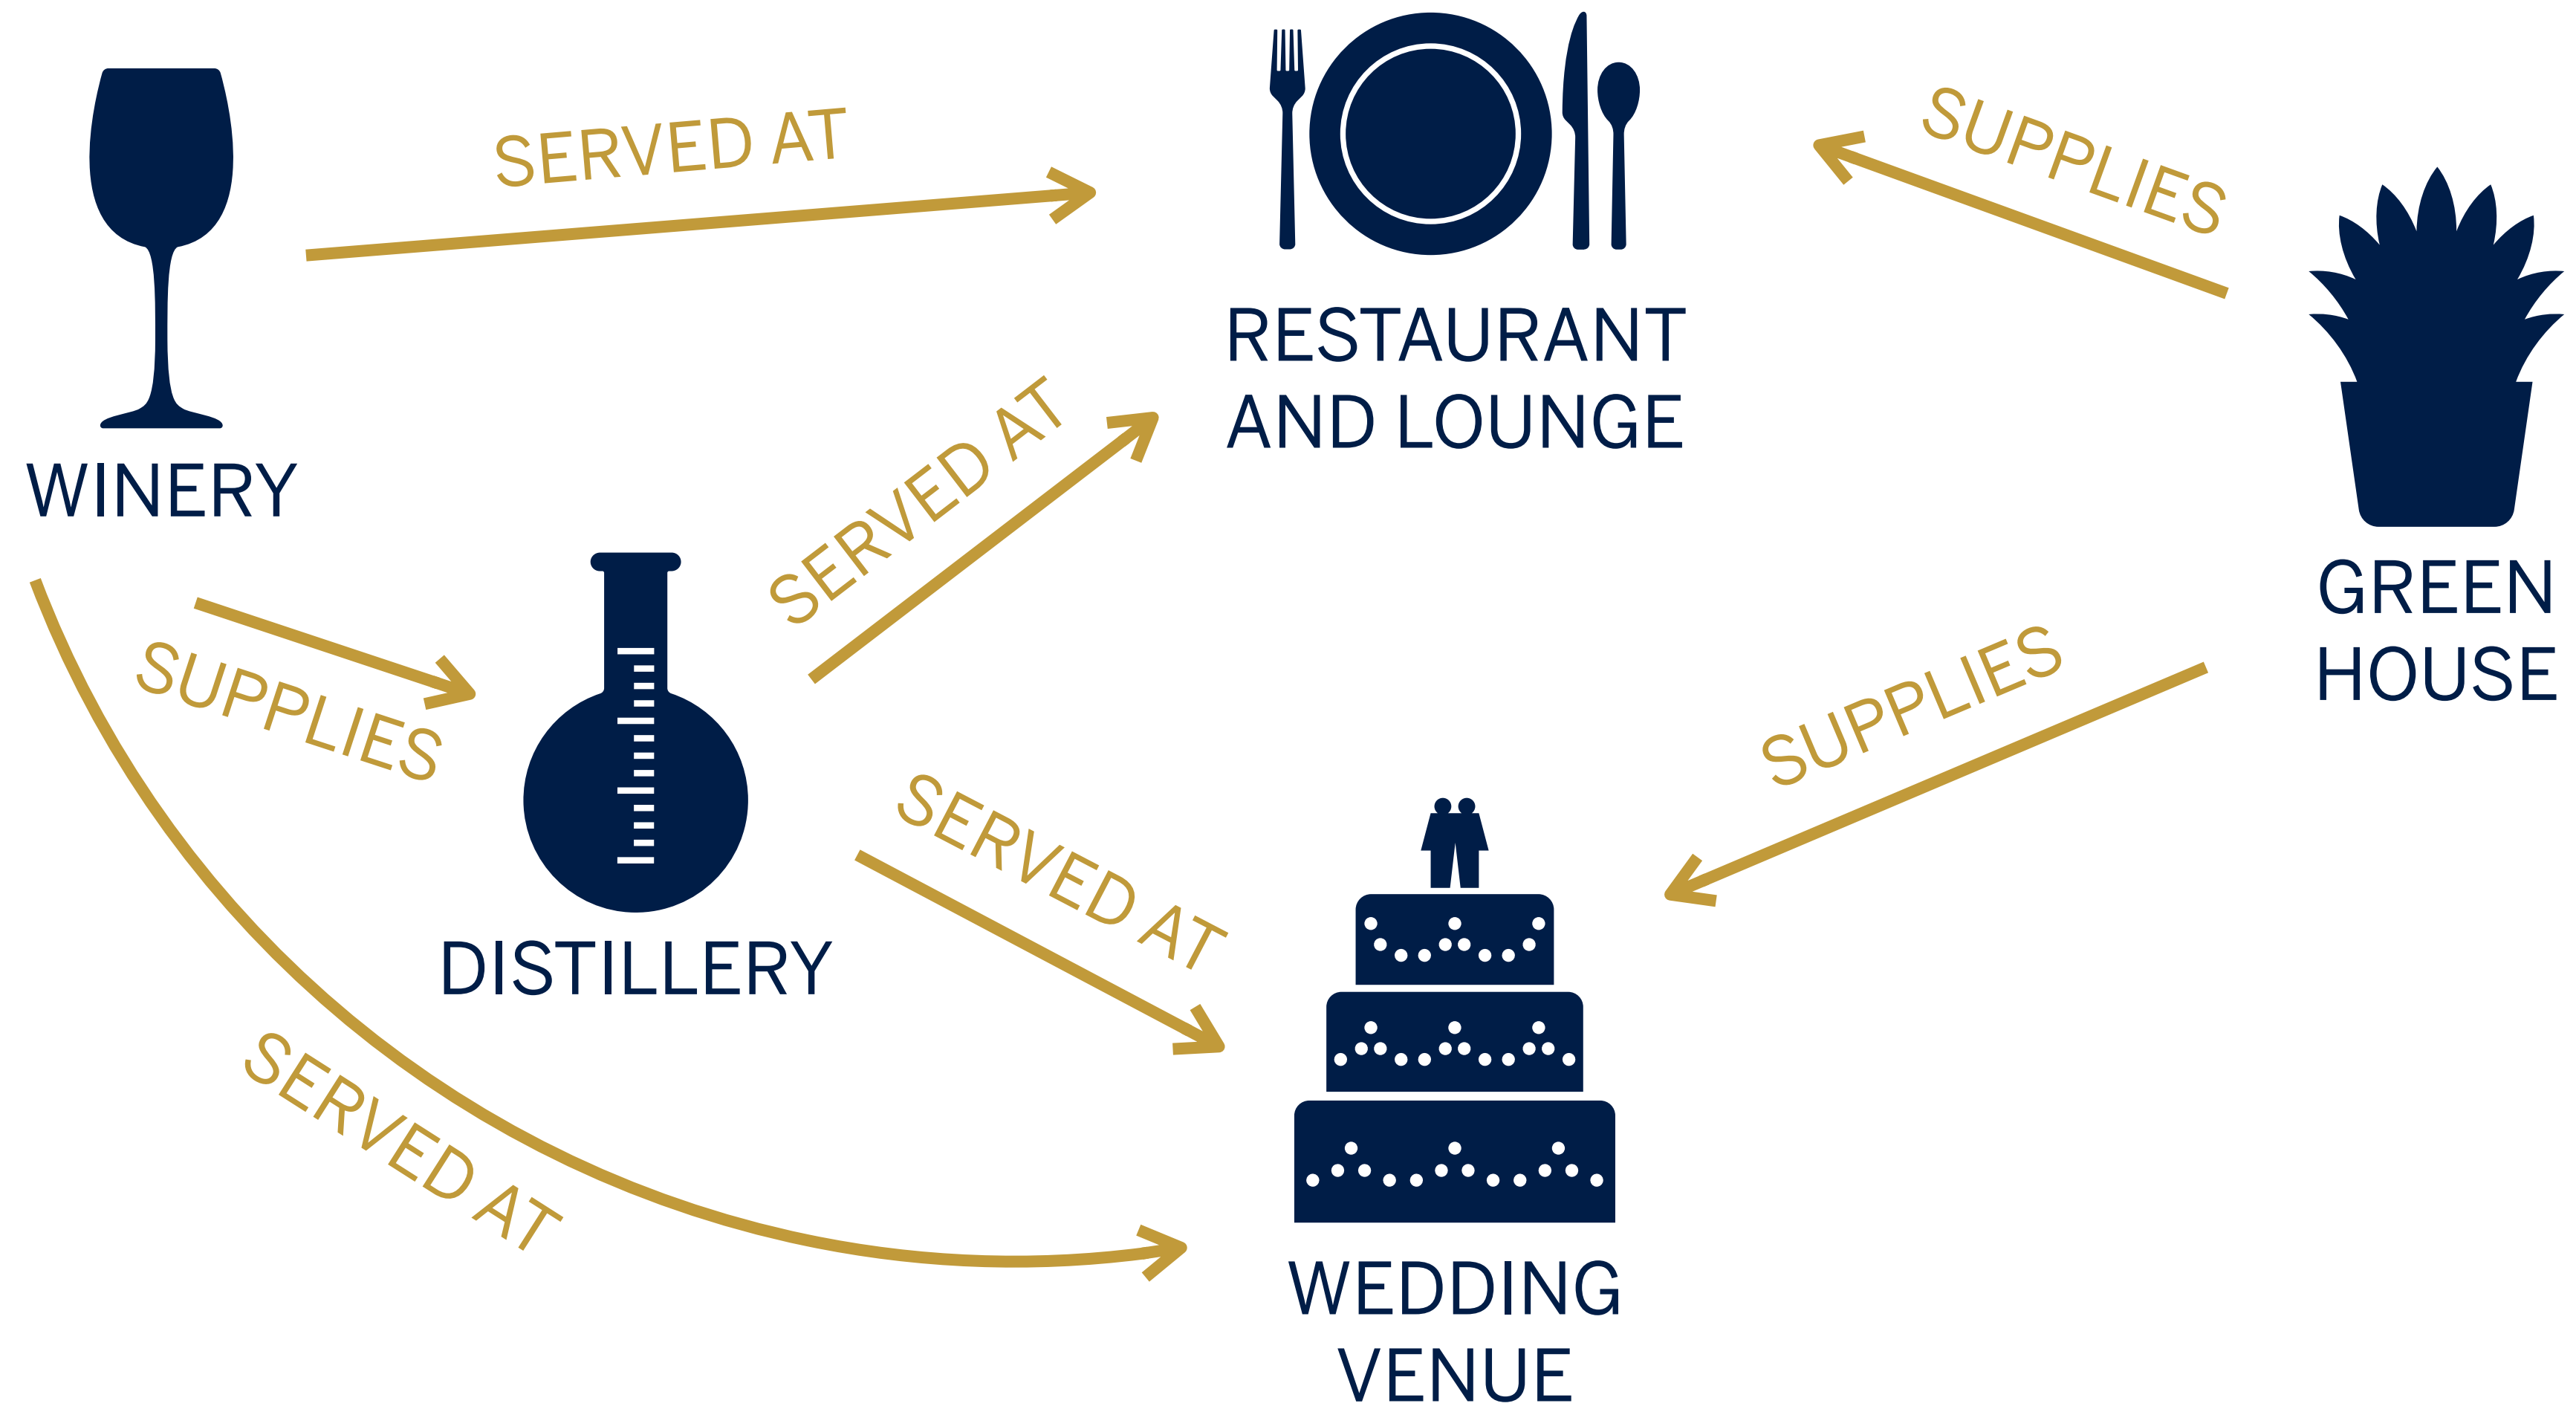 SERVED AT
SUPPLIES
RESTAURANT
AND LOUNGE
WINERY
SERVED AT
GREEN
HOUSE
SUPPLIES
SUPPLIES
SERVED AT
DISTILLERY
SERVED AT
WEDDING
VENUE